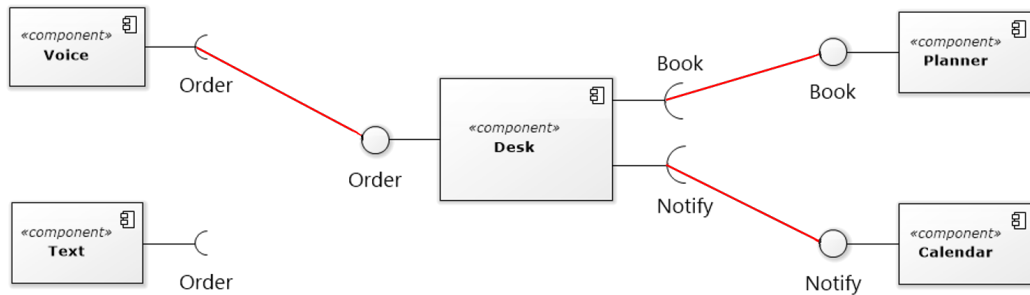 «component»
Voice
Order
«component»
Text
Order
Order
«component»
Desk
Book
Notify
«component»
Planner
Book
«component»
Calendar
Notify